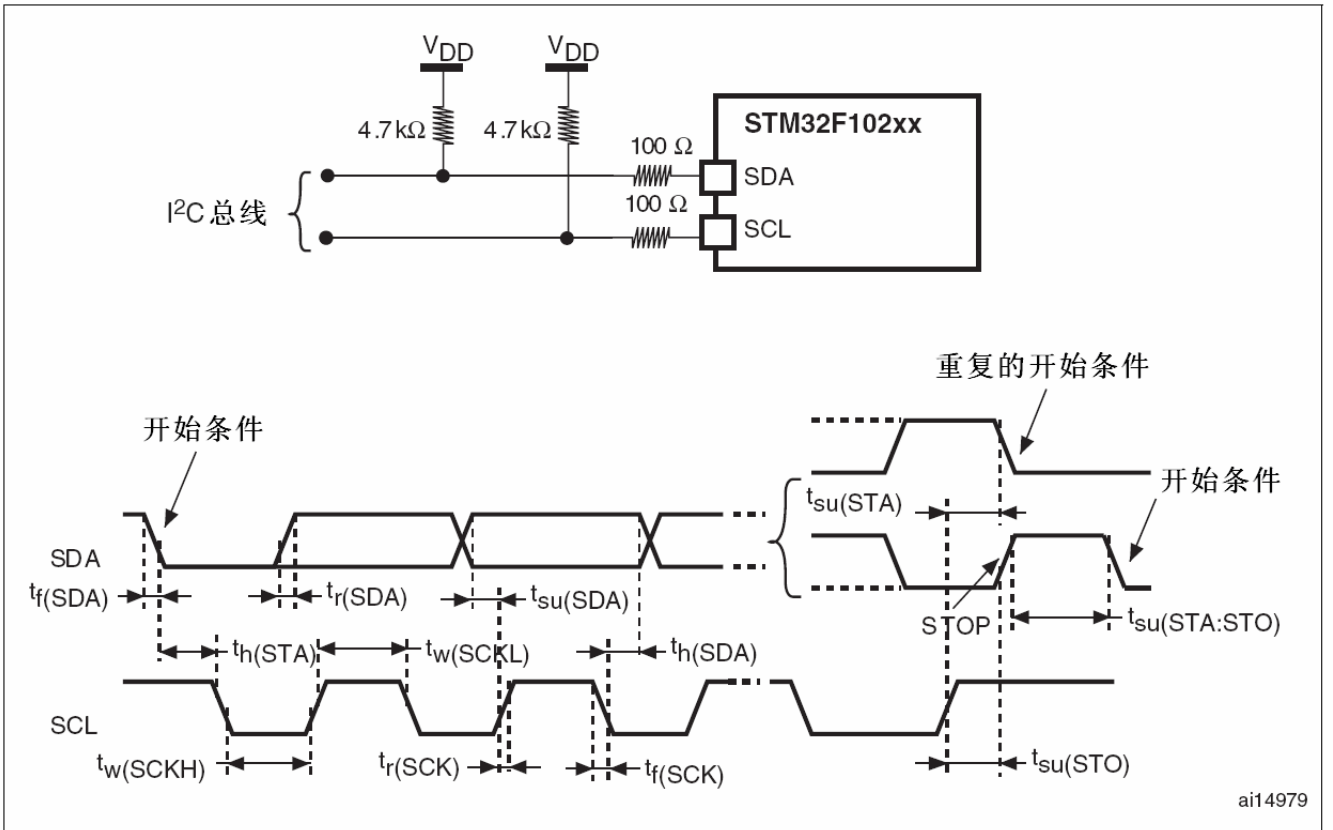 VDD
VDD
4.7kΩ
4.7kΩ
100 Ω
STM32F102xx
SDA
100 Ω
SCL
I²C总线
重复的开始条件
开始条件
开始条件
tsu(STA)
SDA
tf(SDA)
tr(SDA)
tsu(SDA)
STOP
tsu(STA:STO)
th(STA)
tw(SCKL)
th(SDA)
SCL
tw(SCKH)
tr(SCK)
tf(SCK)
tsu(STO)
ai14979